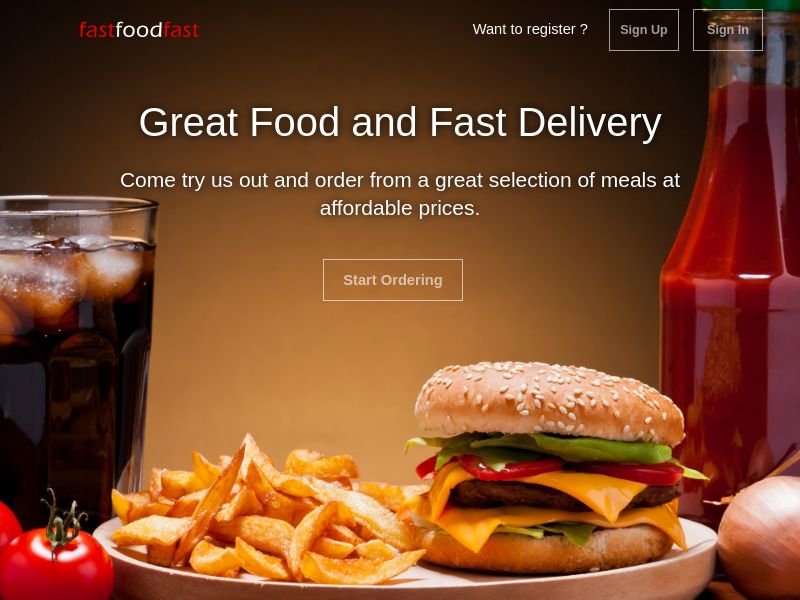 fastfoodfast
Want to register ?
Sign Up
Sign In
Great Food and Fast Delivery
Come try us out and order from a great selection of meals at
affordable prices.
Start Ordering